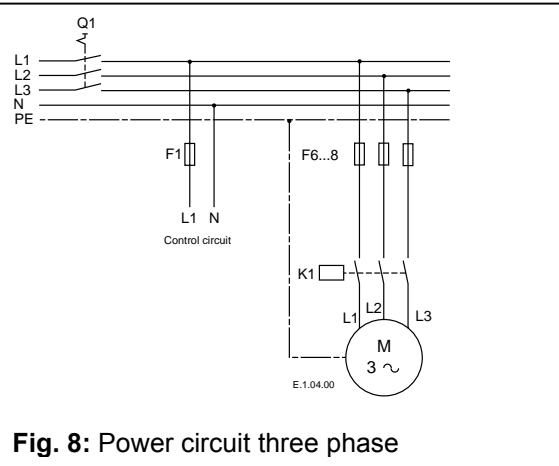 Q1
L1
L2
L3
N
PE
F1
F6...8
L1 N
Control circuit
K1
L1
L2
L3
M
3 ∿
E.1.04.00
Fig. 8: Power circuit three phase